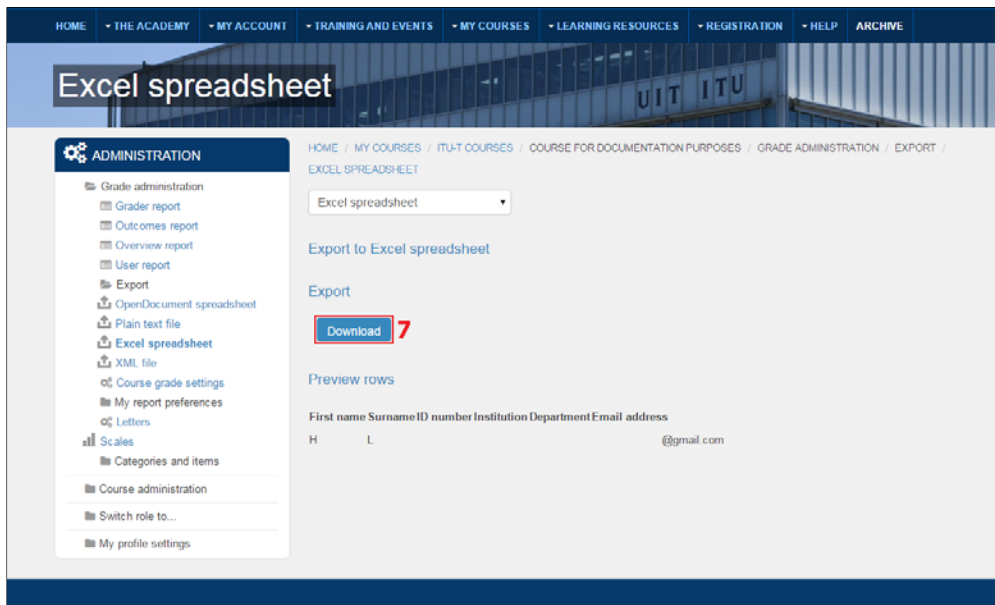 HOME THE ACADEMY MY ACCOUNT TRAINING AND EVENTS MY COURSES LEARNING RESOURCES REGISTRATION HELP ARCHIVE
Excel spreadsheet
UIT ITU
ADMINISTRATION
Grade administration
Grader report
Outcomes report
Overview report
User report
Export
OpenDocument spreadsheet
Plain text file
Excel spreadsheet
XML file
Course grade settings
My report preferences
Letters
Scales
Categories and items
Course administration
Switch role to...
My profile settings
HOME / MY COURSES / ITU-T COURSES / COURSE FOR DOCUMENTATION PURPOSES / GRADE ADMINISTRATION / EXPORT /
EXCEL SPREADSHEET
Excel spreadsheet
Export to Excel spreadsheet
Export
Download 7
Preview rows
First name Surname ID number Institution Department Email address
H L @gmail.com